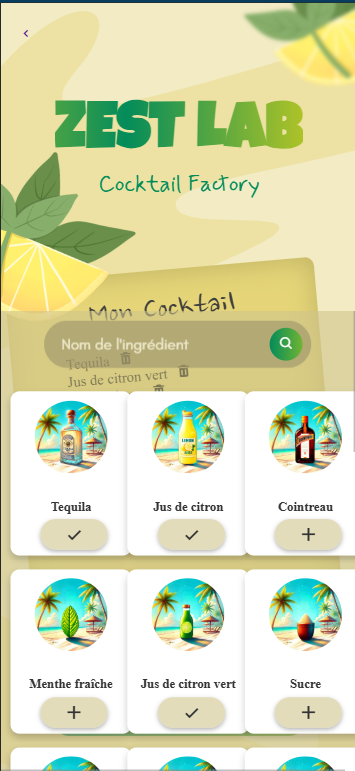 ZEST LAB
Cocktail Factory
Mon Cocktail
Nom de l'ingrédient
Tequila
Jus de citron vert
Tequila
Jus de citron
Cointreau
Menthe fraîche
Jus de citron vert
Sucre